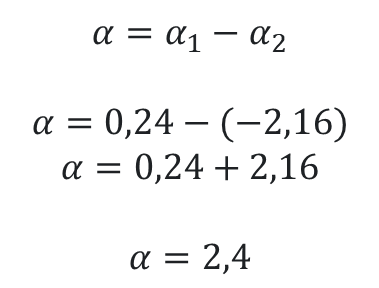 α = α₁ − α₂
α = 0,24 − (−2,16)
α = 0,24 + 2,16
α = 2,4